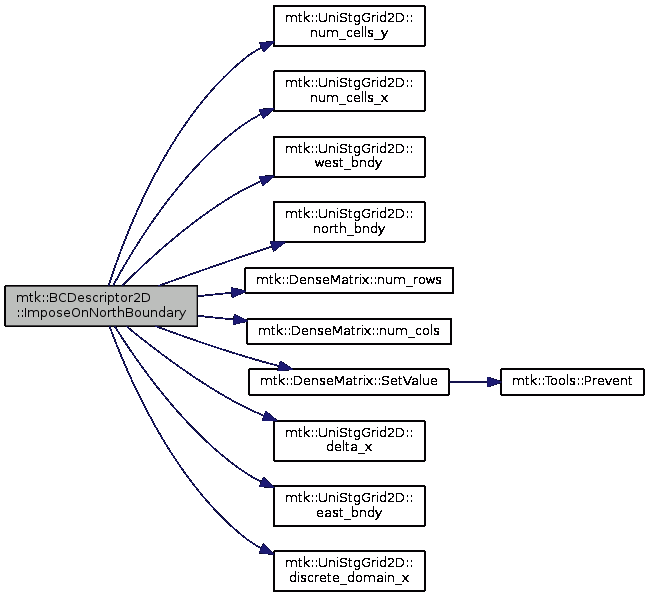 mtk::UniStgGrid2D::
num_cells_y
mtk::UniStgGrid2D::
num_cells_x
mtk::UniStgGrid2D::
west_bndy
mtk::UniStgGrid2D::
north_bndy
mtk::DenseMatrix::num_rows
mtk::BCDescriptor2D
::ImposeOnNorthBoundary
mtk::DenseMatrix::num_cols
mtk::DenseMatrix::SetValue
mtk::Tools::Prevent
mtk::UniStgGrid2D::
delta_x
mtk::UniStgGrid2D::
east_bndy
mtk::UniStgGrid2D::
discrete_domain_x